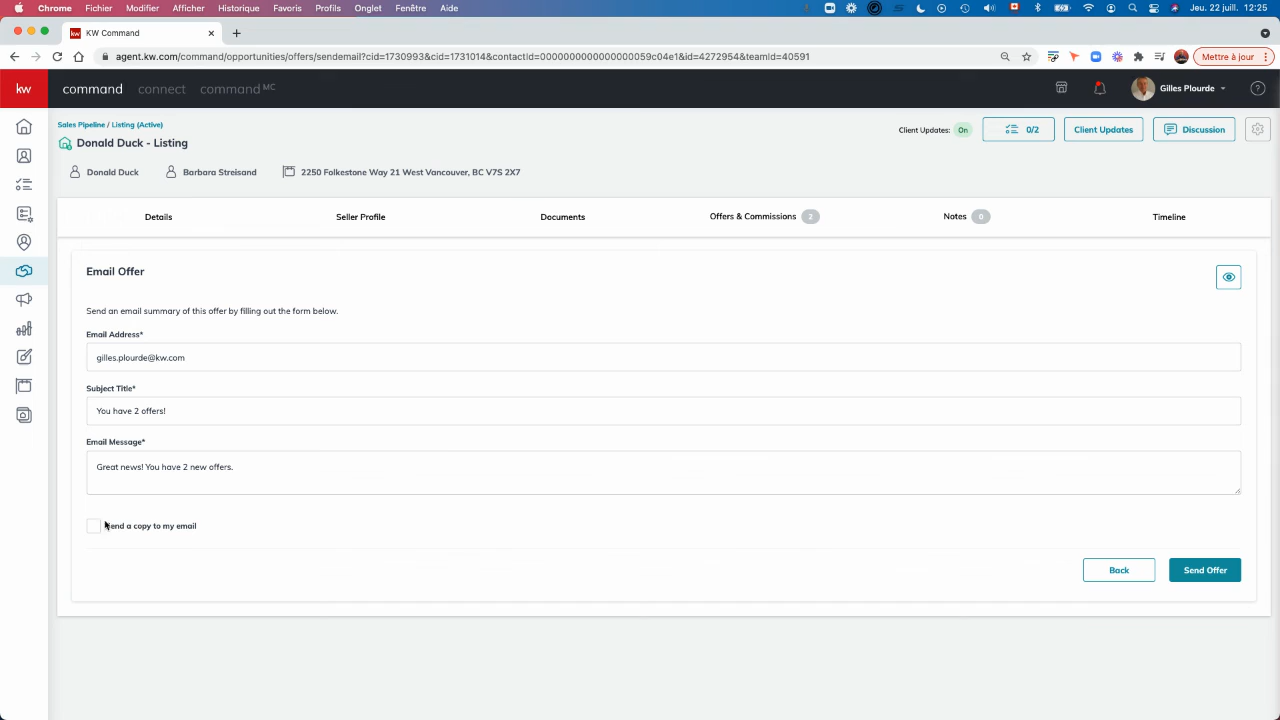 Chrome Fichier Modifier Afficher Historique Favoris Profils Onglet Fenêtre Aide Jeu. 22 juill. 12:25
kw KW Command
agent.kw.com/command/opportunities/offers/sendemail?cid=1730993&cid=1731014&contactId=0000000000000000059c04e1&oid=4272954&teamId=40591 Mettre à jour
kw command connect command MC Gilles Plourde
Sales Pipeline / Listing (Active)
Client Updates: On 0/2 Client Updates Discussion
Donald Duck - Listing
Donald Duck Barbara Streisand 2250 Folkestone Way 21 West Vancouver, BC V7S 2X7
Details Seller Profile Documents Offers & Commissions 2 Notes 0 Timeline
Email Offer
Send an email summary of this offer by filling out the form below.
Email Address*
gilles.plourde@kw.com
Subject Title*
You have 2 offers!
Email Message*
Great news! You have 2 new offers.
Send a copy to my email
Back Send Offer